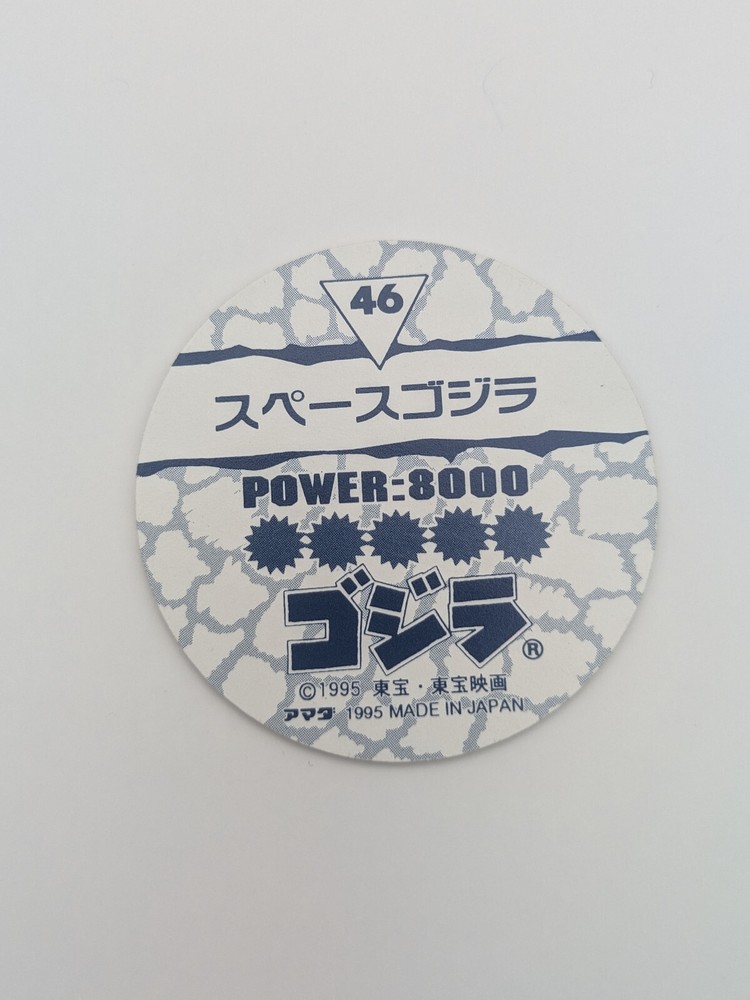 46
スペースゴジラ
POWER:8000
ゴジラ®
©1995 東宝・東宝映画
アマダ 1995 MADE IN JAPAN